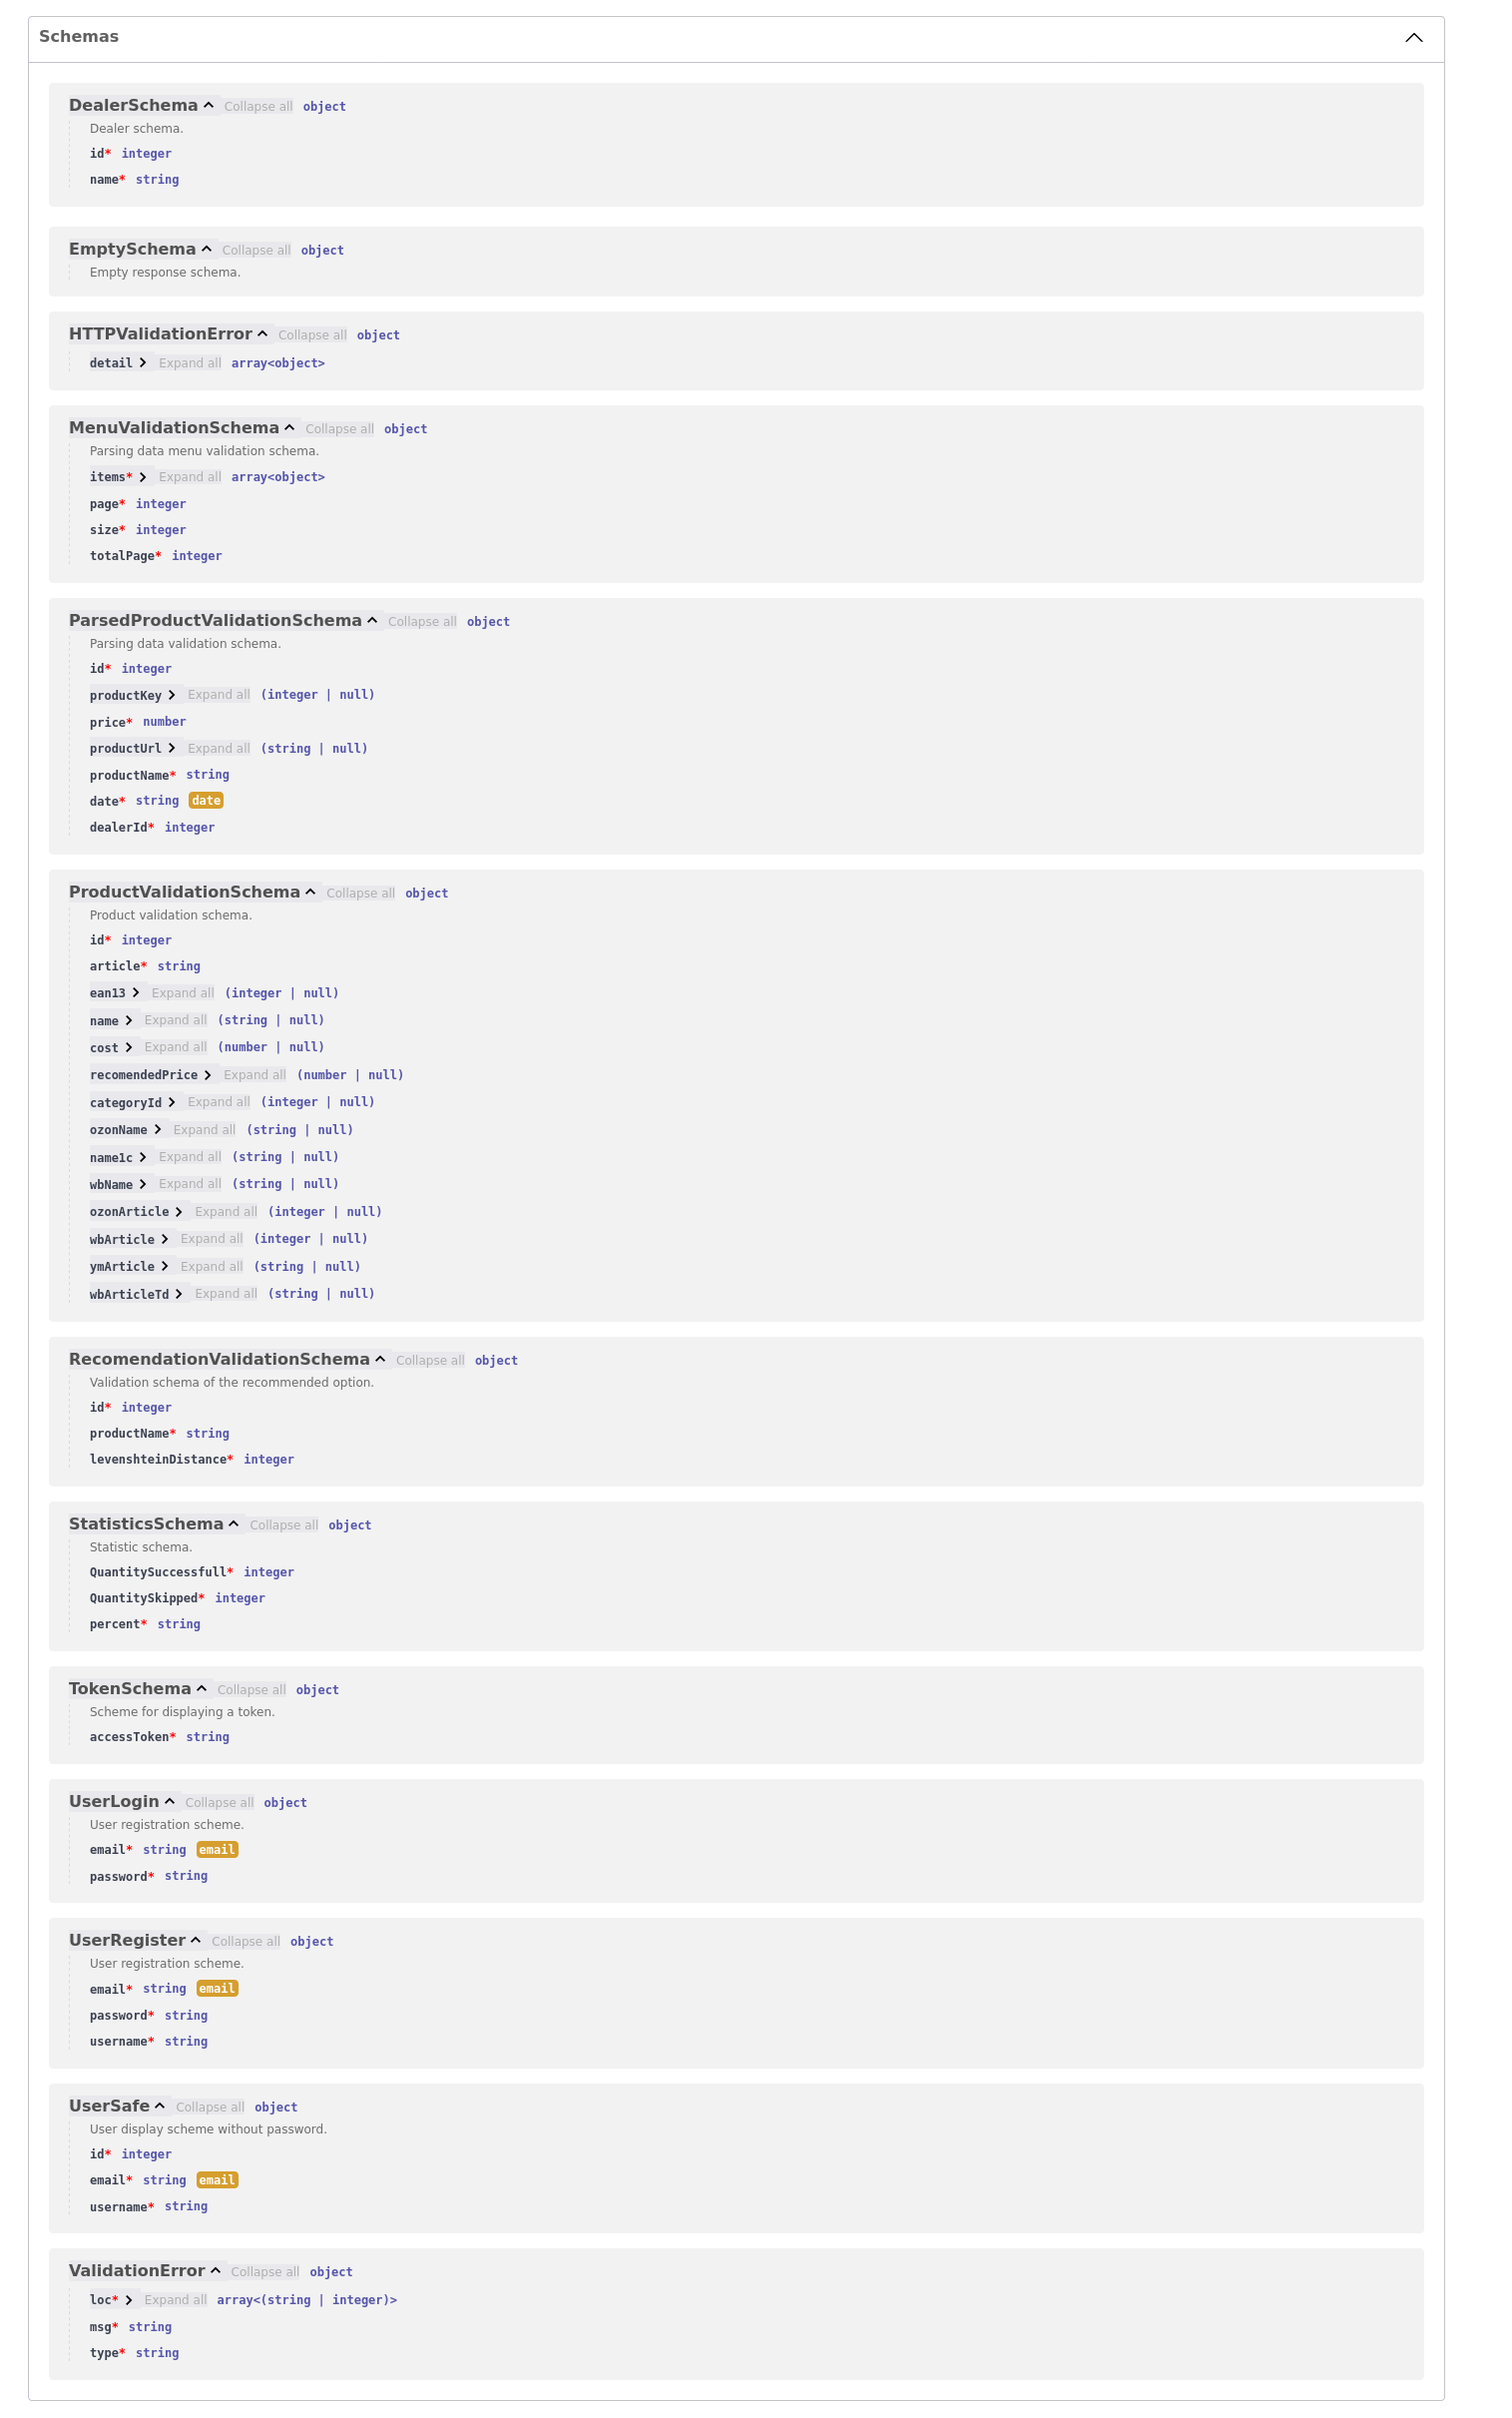 Schemas
DealerSchema Collapse all object
Dealer schema.
id* integer
name* string
EmptySchema Collapse all object
Empty response schema.
HTTPValidationError Collapse all object
detail Expand all array<object>
MenuValidationSchema Collapse all object
Parsing data menu validation schema.
items* Expand all array<object>
page* integer
size* integer
totalPage* integer
ParsedProductValidationSchema Collapse all object
Parsing data validation schema.
id* integer
productKey Expand all (integer | null)
price* number
productUrl Expand all (string | null)
productName* string
date* string date
dealerId* integer
ProductValidationSchema Collapse all object
Product validation schema.
id* integer
article* string
ean13 Expand all (integer | null)
name Expand all (string | null)
cost Expand all (number | null)
recomendedPrice Expand all (number | null)
categoryId Expand all (integer | null)
ozonName Expand all (string | null)
name1c Expand all (string | null)
wbName Expand all (string | null)
ozonArticle Expand all (integer | null)
wbArticle Expand all (integer | null)
ymArticle Expand all (string | null)
wbArticleTd Expand all (string | null)
RecomendationValidationSchema Collapse all object
Validation schema of the recommended option.
id* integer
productName* string
levenshteinDistance* integer
StatisticsSchema Collapse all object
Statistic schema.
QuantitySuccessfull* integer
QuantitySkipped* integer
percent* string
TokenSchema Collapse all object
Scheme for displaying a token.
accessToken* string
UserLogin Collapse all object
User registration scheme.
email* string email
password* string
UserRegister Collapse all object
User registration scheme.
email* string email
password* string
username* string
UserSafe Collapse all object
User display scheme without password.
id* integer
email* string email
username* string
ValidationError Collapse all object
loc* Expand all array<(string | integer)>
msg* string
type* string